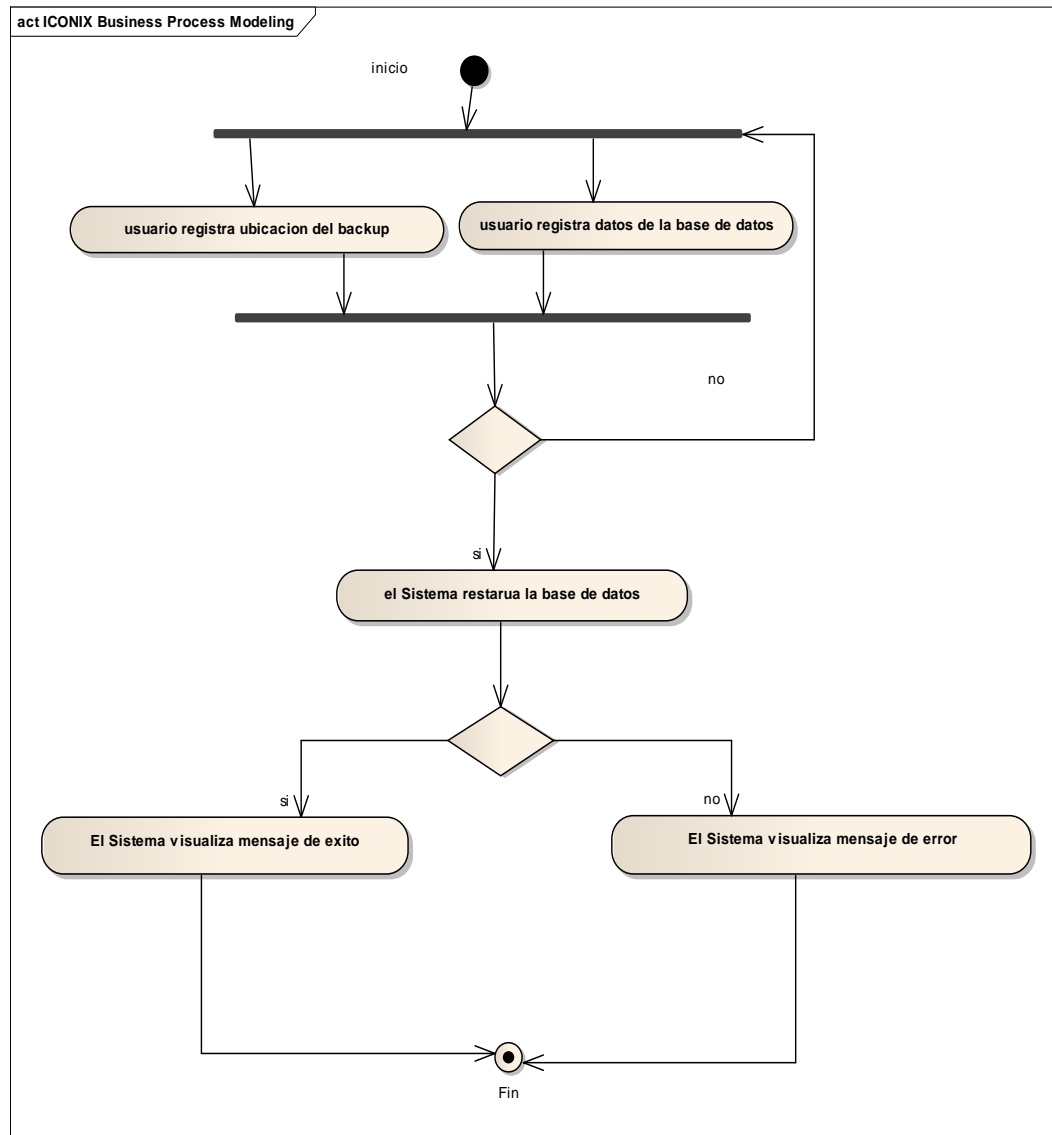 act ICONIX Business Process Modeling
inicio
usuario registra ubicacion del backup
usuario registra datos de la base de datos
no
si
el Sistema restarua la base de datos
si
no
El Sistema visualiza mensaje de exito
El Sistema visualiza mensaje de error
Fin